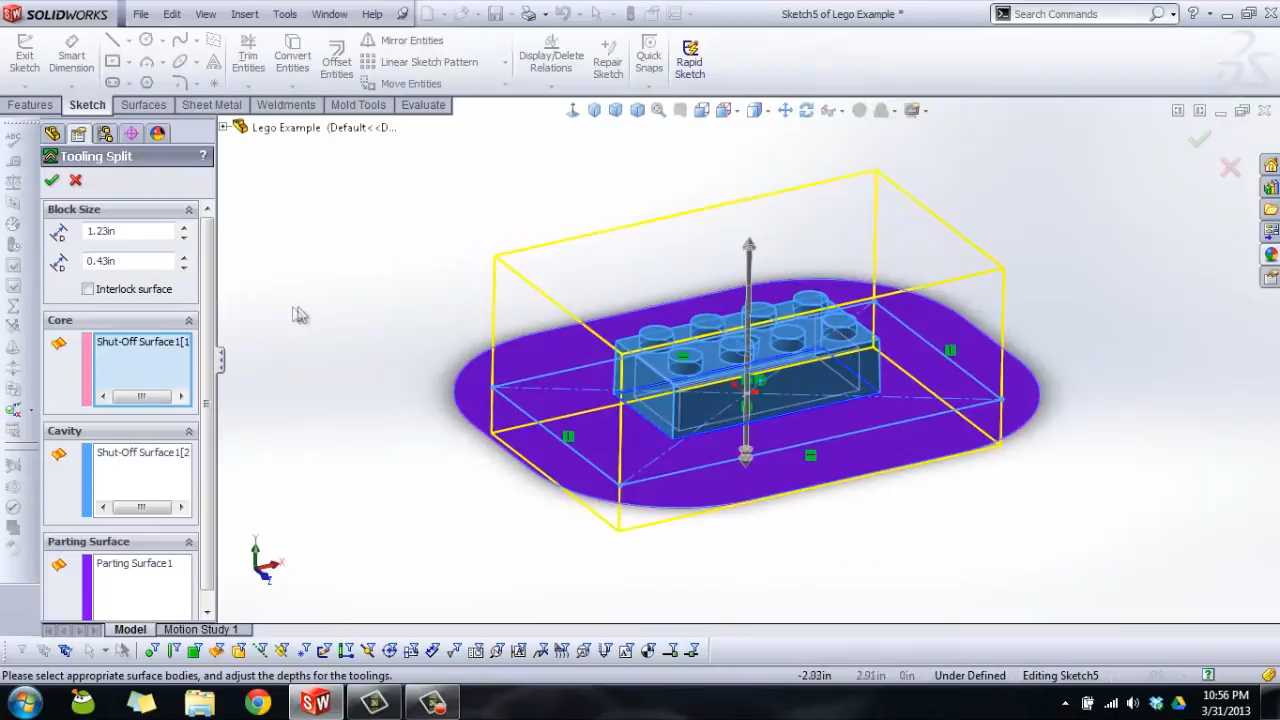 SOLIDWORKS
File Edit View Insert Tools Window Help
Sketch5 of Lego Example *
Search Commands
Exit Sketch
Smart Dimension
Trim Entities
Convert Entities
Offset Entities
Mirror Entities
Linear Sketch Pattern
Move Entities
Display/Delete Relations
Repair Sketch
Quick Snaps
Rapid Sketch
Features Sketch Surfaces Sheet Metal Weldments Mold Tools Evaluate
Lego Example (Default<<D...
Tooling Split ?
Block Size
1.23in
0.43in
Interlock surface
Core
Shut-Off Surface1[1
Cavity
Shut-Off Surface1[2
Parting Surface
Parting Surface1
Y
X
Z
Model Motion Study 1
Please select appropriate surface bodies, and adjust the depths for the toolings.
-2.03in 2.01in 0in Under Defined Editing Sketch5
10:56 PM
3/31/2013